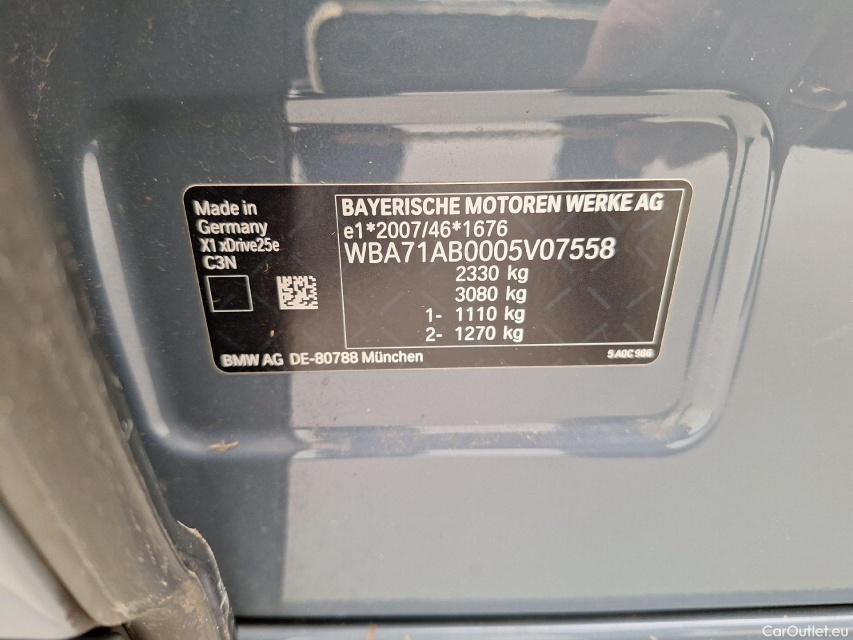 Made in
Germany
X1 xDrive25e
C3N
BAYERISCHE MOTOREN WERKE AG
e1*2007/46*1676
WBA71AB0005V07558
2330 kg
3080 kg
1- 1110 kg
2- 1270 kg
BMW AG DE-80788 München
5 A0C 986
CarOutlet.eu